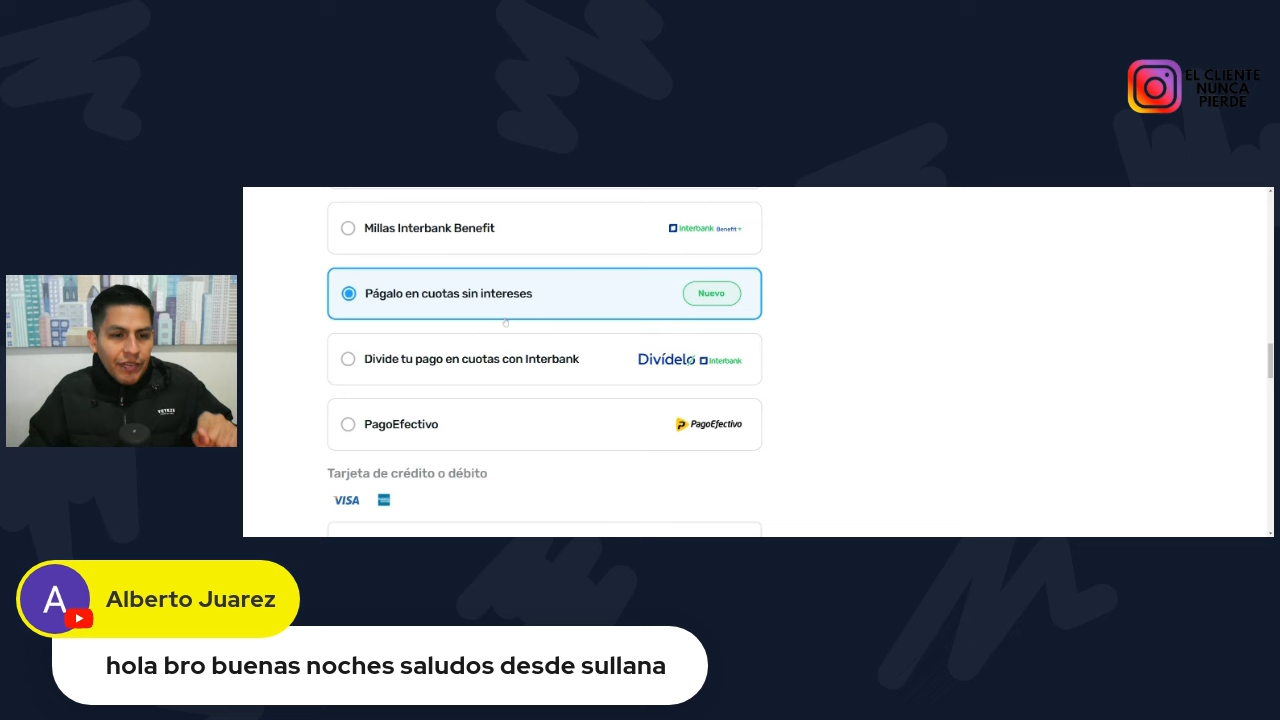 EL CLIENTE
NUNCA
PIERDE
Millas Interbank Benefit
Interbank Benefit+
Págalo en cuotas sin intereses
Nuevo
Divide tu pago en cuotas con Interbank
Divídelo Interbank
PagoEfectivo
PagoEfectivo
Tarjeta de crédito o débito
VISA
A
Alberto Juarez
hola bro buenas noches saludos desde sullana